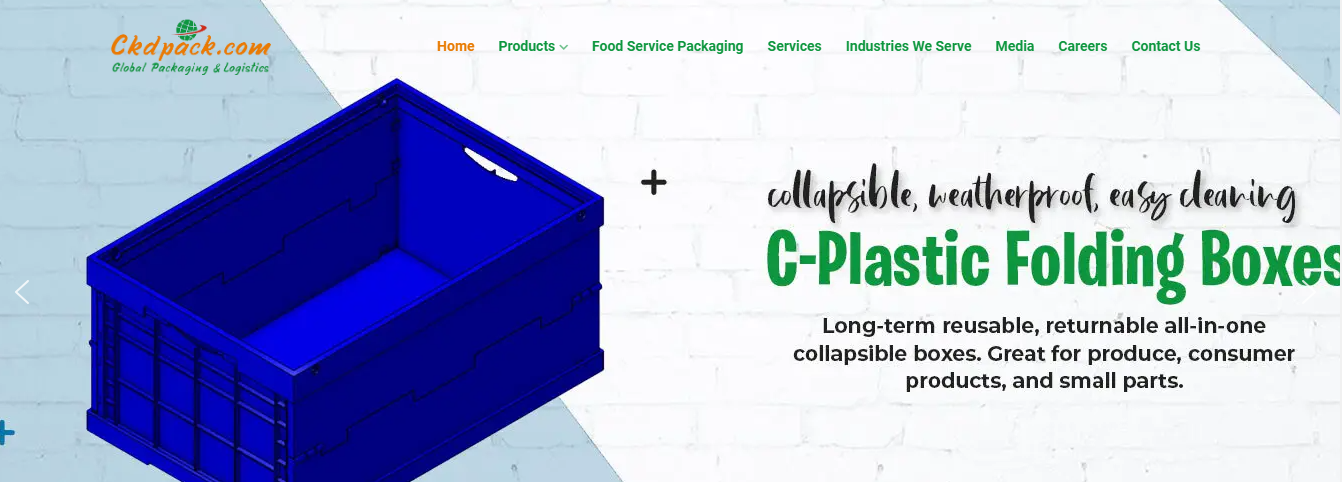 Ckdpack.com
Global Packaging & Logistics
Home Products Food Service Packaging Services Industries We Serve Media Careers Contact Us
collapsible, weatherproof, easy cleaning
C-Plastic Folding Boxes
Long-term reusable, returnable all-in-one
collapsible boxes. Great for produce, consumer
products, and small parts.